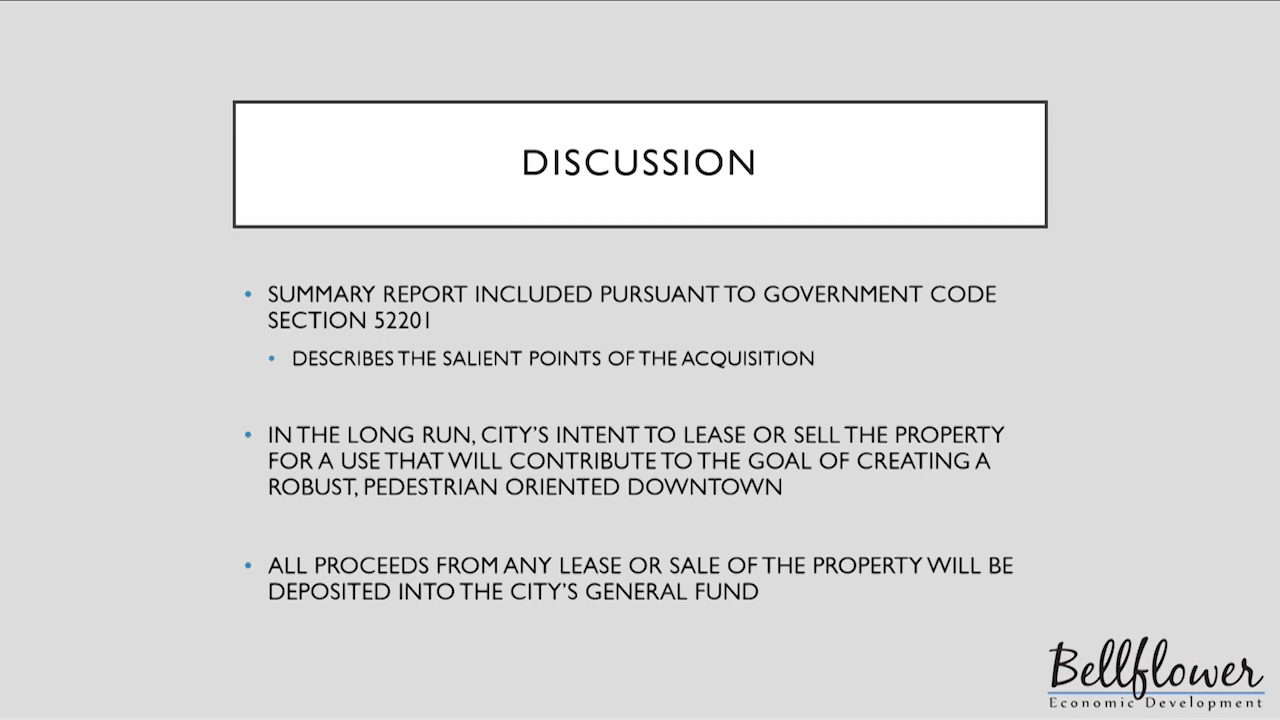 DISCUSSION
• SUMMARY REPORT INCLUDED PURSUANT TO GOVERNMENT CODE
SECTION 52201
• DESCRIBES THE SALIENT POINTS OF THE ACQUISITION
• IN THE LONG RUN, CITY’S INTENT TO LEASE OR SELL THE PROPERTY
FOR A USE THAT WILL CONTRIBUTE TO THE GOAL OF CREATING A
ROBUST, PEDESTRIAN ORIENTED DOWNTOWN
• ALL PROCEEDS FROM ANY LEASE OR SALE OF THE PROPERTY WILL BE
DEPOSITED INTO THE CITY’S GENERAL FUND
Bellflower
Economic Development